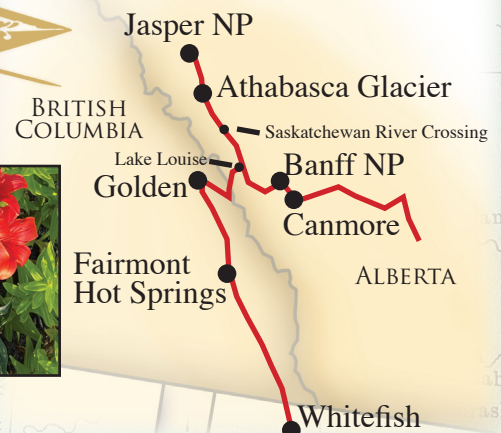 Jasper NP
Athabasca Glacier
BRITISH
COLUMBIA
Saskatchewan River Crossing
Lake Louise
Banff NP
Golden
Canmore
Fairmont
Hot Springs
ALBERTA
Whitefish